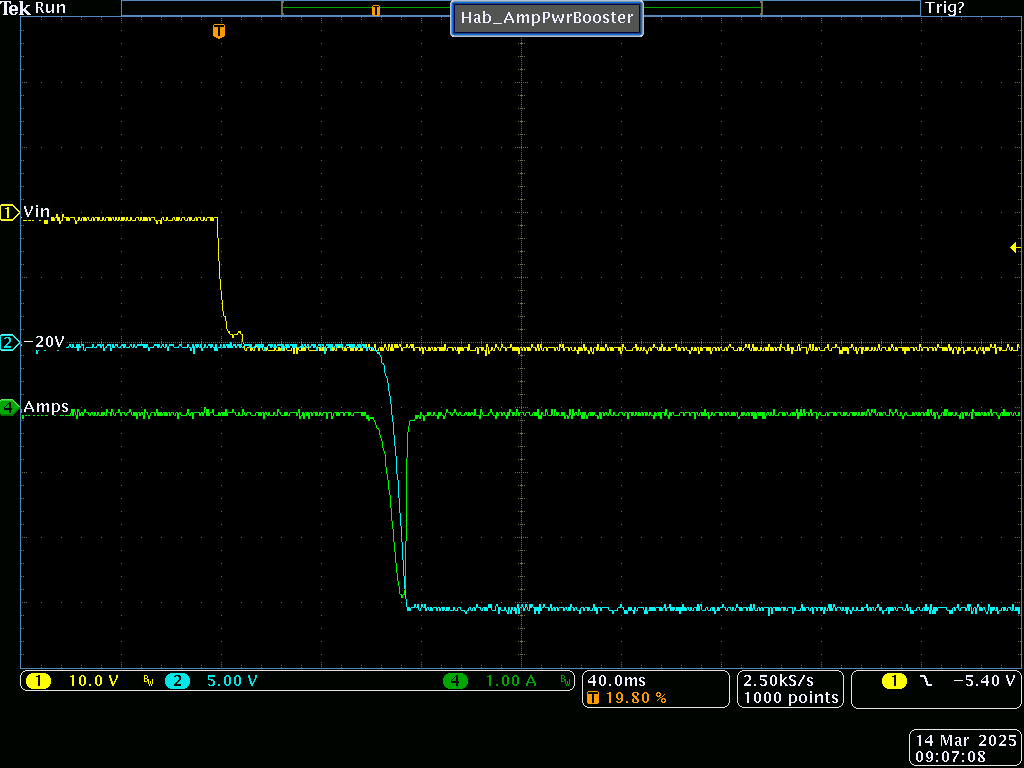 Tek Run
Hab_AmpPwrBooster
Trig?
T
T
1 Vin
2 −20V
4 Amps
1 10.0 V BW 2 5.00 V 4 1.00 A BW
40.0ms
T 19.80 %
2.50kS/s
1000 points
1 −5.40 V
14 Mar 2025
09:07:08